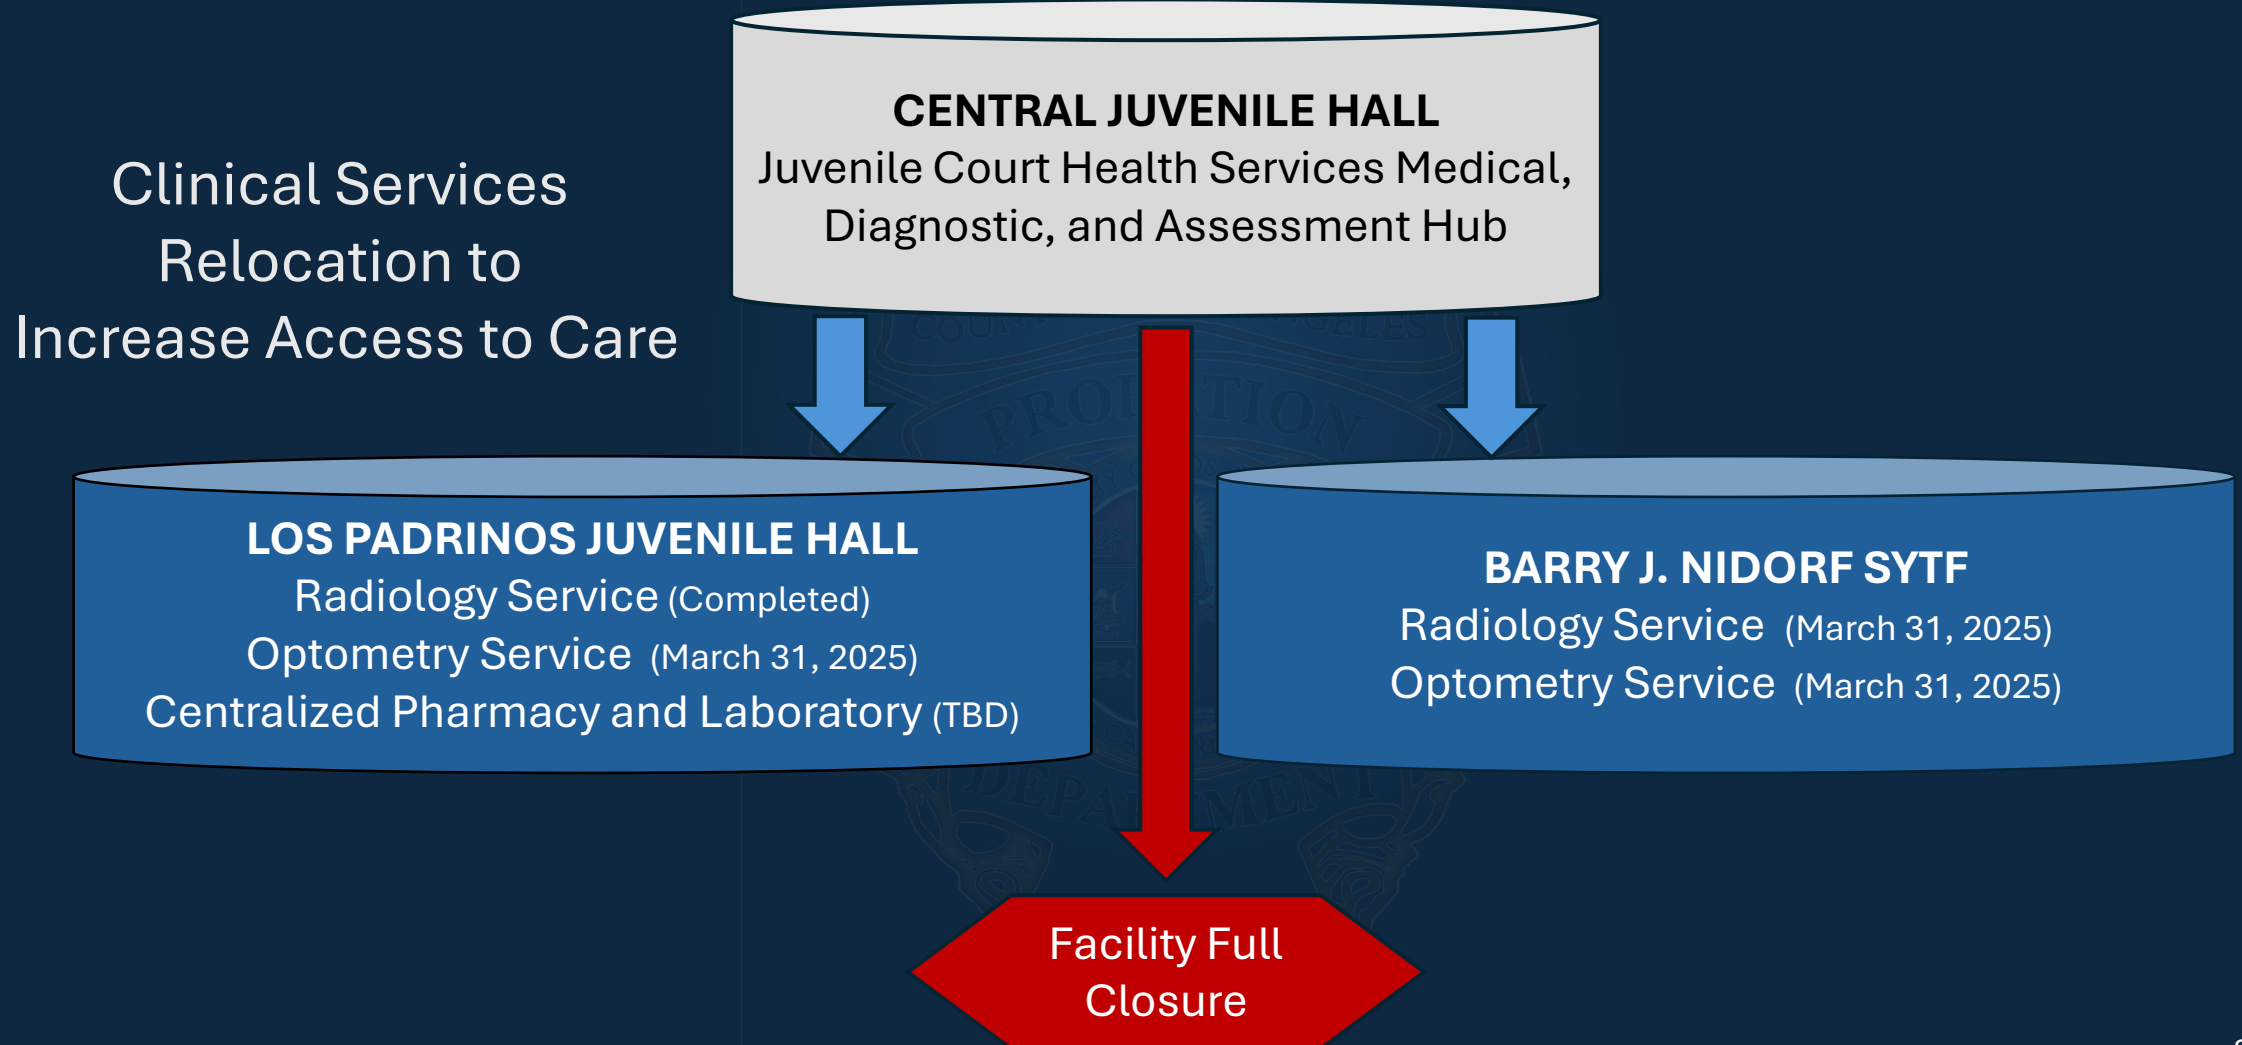 CENTRAL JUVENILE HALL
Juvenile Court Health Services Medical,
Diagnostic, and Assessment Hub
Clinical Services
Relocation to
Increase Access to Care
LOS PADRINOS JUVENILE HALL
Radiology Service (Completed)
Optometry Service (March 31, 2025)
Centralized Pharmacy and Laboratory (TBD)
BARRY J. NIDORF SYTF
Radiology Service (March 31, 2025)
Optometry Service (March 31, 2025)
PROBATION
DEPARTMENT
Facility Full
Closure